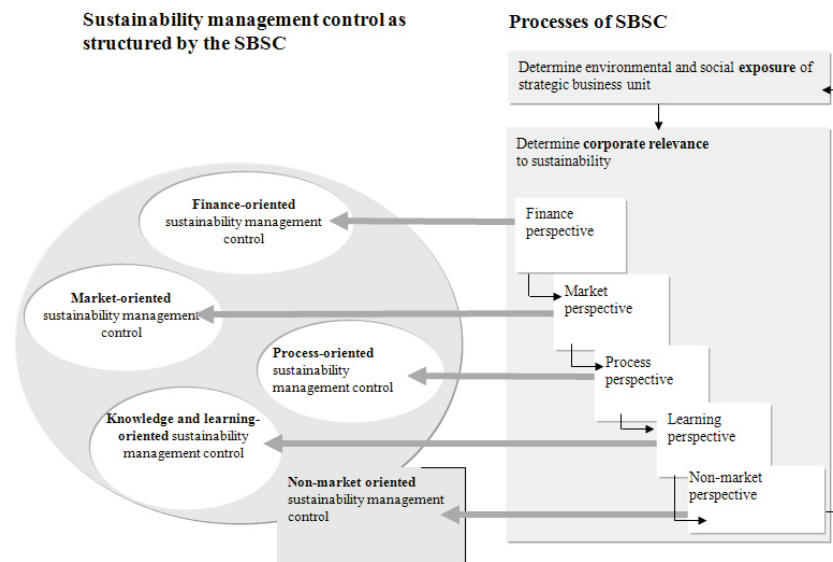 Sustainability management control as
structured by the SBSC
Processes of SBSC
Determine environmental and social exposure of
strategic business unit
Determine corporate relevance
to sustainability
Finance-oriented
sustainability management
control
Finance
perspective
Market-oriented
sustainability management
control
Market
perspective
Process-oriented
sustainability
management control
Process
perspective
Knowledge and learning-
oriented sustainability
management control
Learning
perspective
Non-market oriented
sustainability management
control
Non-market
perspective